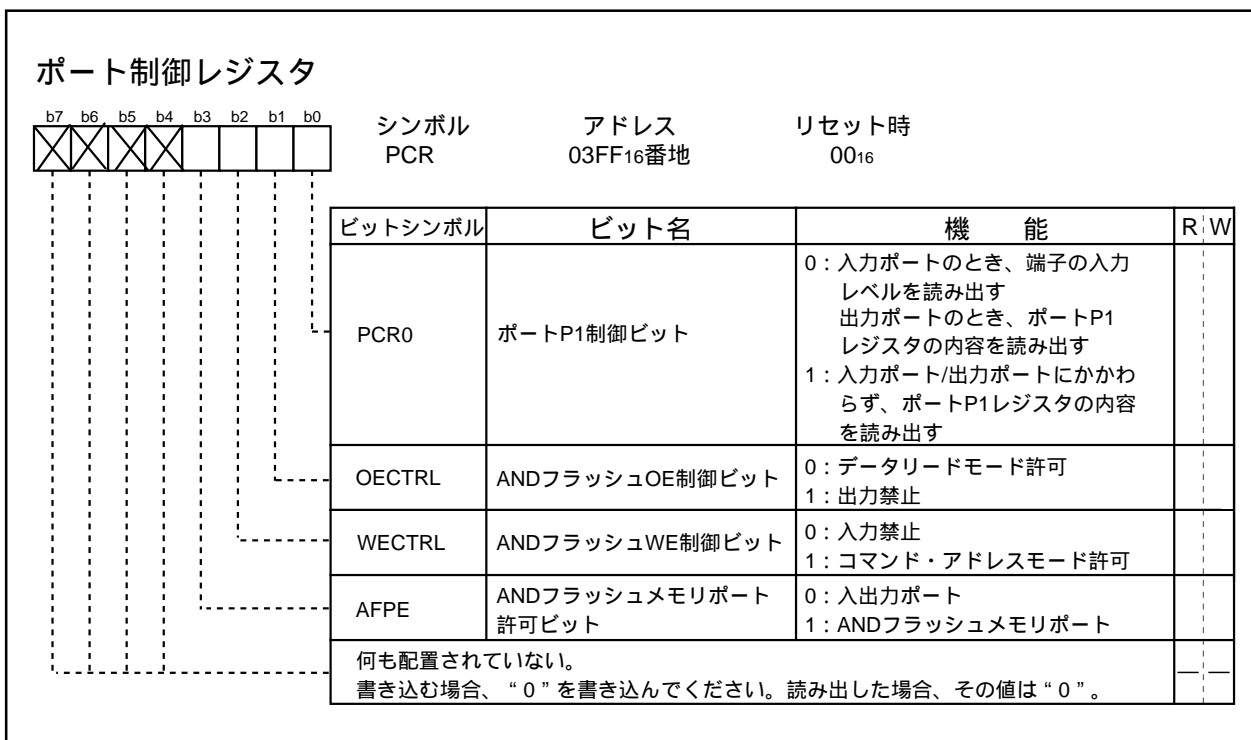 ポート制御レジスタ
b7 b6 b5 b4 b3 b2 b1 b0
シンボル アドレス リセット時
PCR 03FF16番地 0016
ビットシンボル ビット名 機 能 R W
PCR0 ポートP1制御ビット
0：入力ポートのとき、端子の入力
レベルを読み出す
出力ポートのとき、ポートP1
レジスタの内容を読み出す
1：入力ポート/出力ポートにかかわ
らず、ポートP1レジスタの内容
を読み出す
OECTRL ANDフラッシュOE制御ビット
0：データリードモード許可
1：出力禁止
WECTRL ANDフラッシュWE制御ビット
0：入力禁止
1：コマンド・アドレスモード許可
AFPE
ANDフラッシュメモリポート
許可ビット
0：入出力ポート
1：ANDフラッシュメモリポート
何も配置されていない。
書き込む場合、“０”を書き込んでください。読み出した場合、その値は“０”。
— —